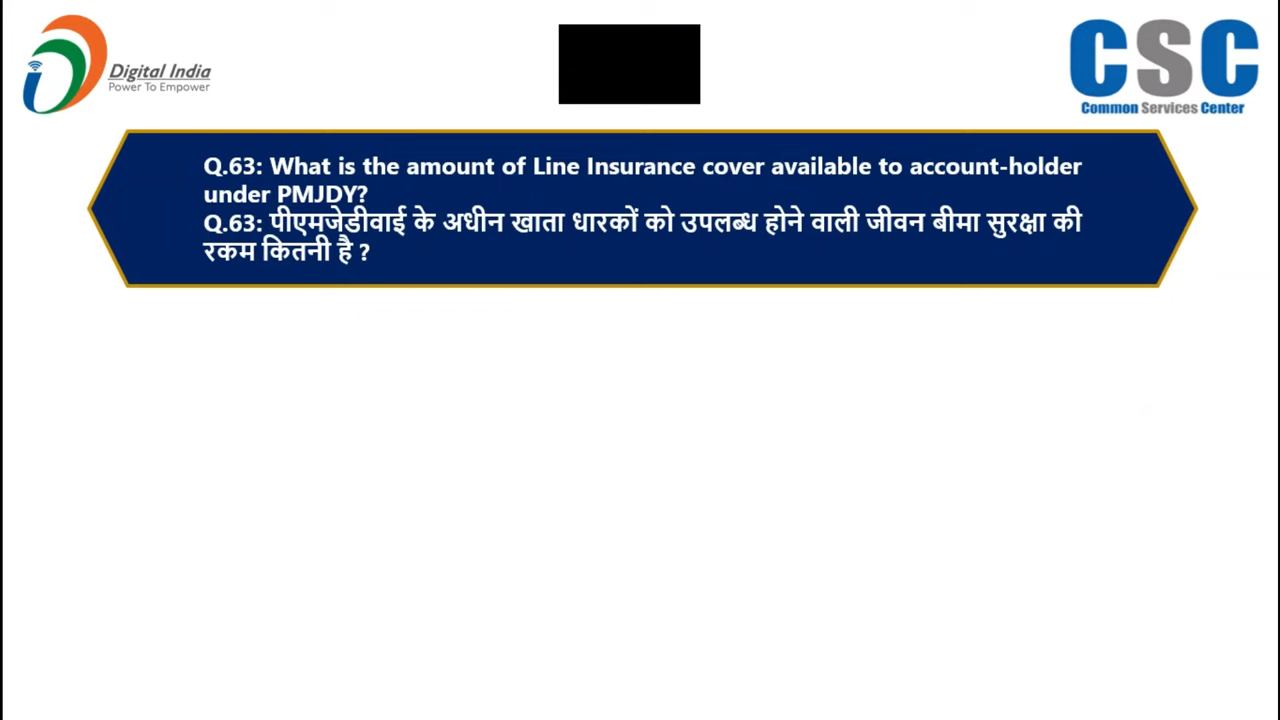 Digital India
Power To Empower
CSC
Common Services Center
Q.63: What is the amount of Line Insurance cover available to account-holder
under PMJDY?
Q.63: पीएमजेडीवाई के अधीन खाता धारकों को उपलब्ध होने वाली जीवन बीमा सुरक्षा की
रकम कितनी है ?